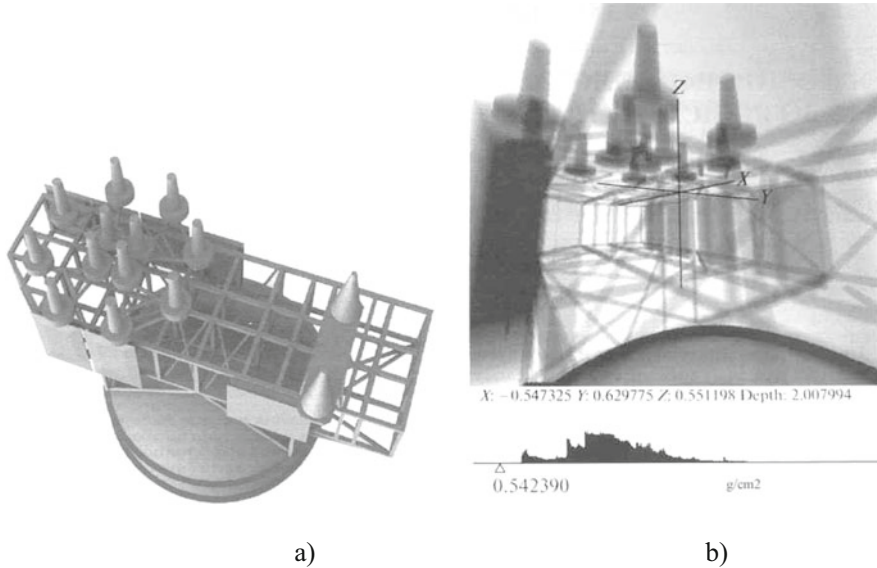 Z
X
Y
X: −0.547325 Y: 0.629775 Z: 0.551198 Depth: 2.007994
0.542390 g/cm2
a) b)